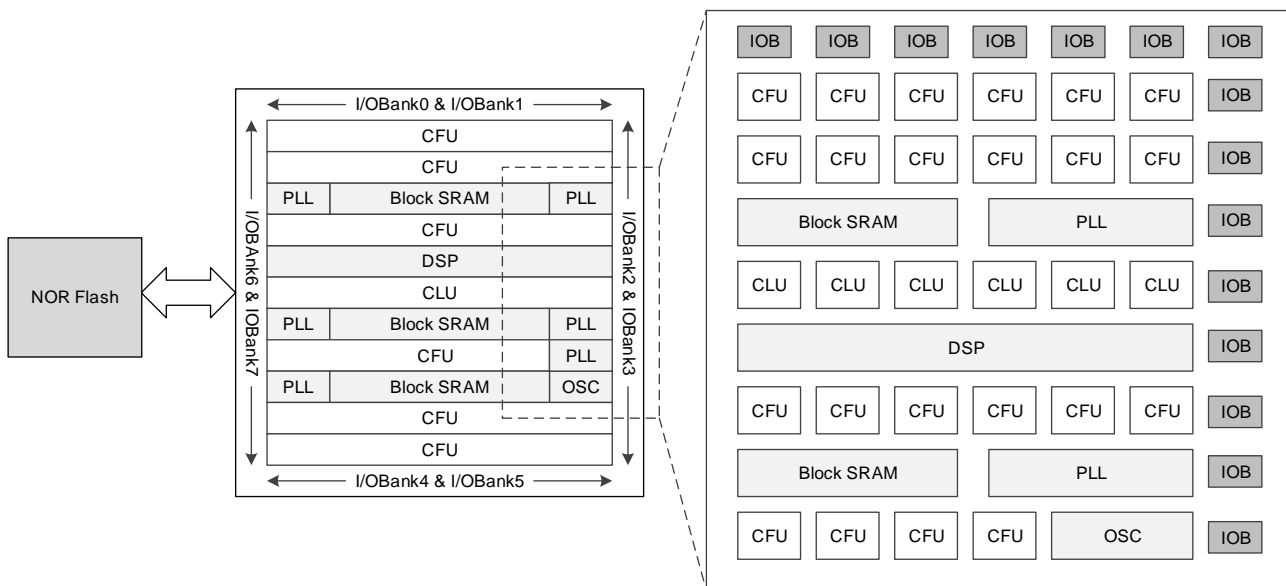 NOR Flash
I/OBank0 & I/OBank1
I/OBAnk6 & IOBank7
I/OBank2 & IOBank3
I/OBank4 & I/OBank5
CFU
CFU
PLL Block SRAM PLL
CFU
DSP
CLU
PLL Block SRAM PLL
CFU PLL
PLL Block SRAM OSC
CFU
CFU
IOB IOB IOB IOB IOB IOB IOB
CFU CFU CFU CFU CFU CFU IOB
CFU CFU CFU CFU CFU CFU IOB
Block SRAM PLL IOB
CLU CLU CLU CLU CLU CLU IOB
DSP IOB
CFU CFU CFU CFU CFU CFU IOB
Block SRAM PLL IOB
CFU CFU CFU CFU OSC IOB